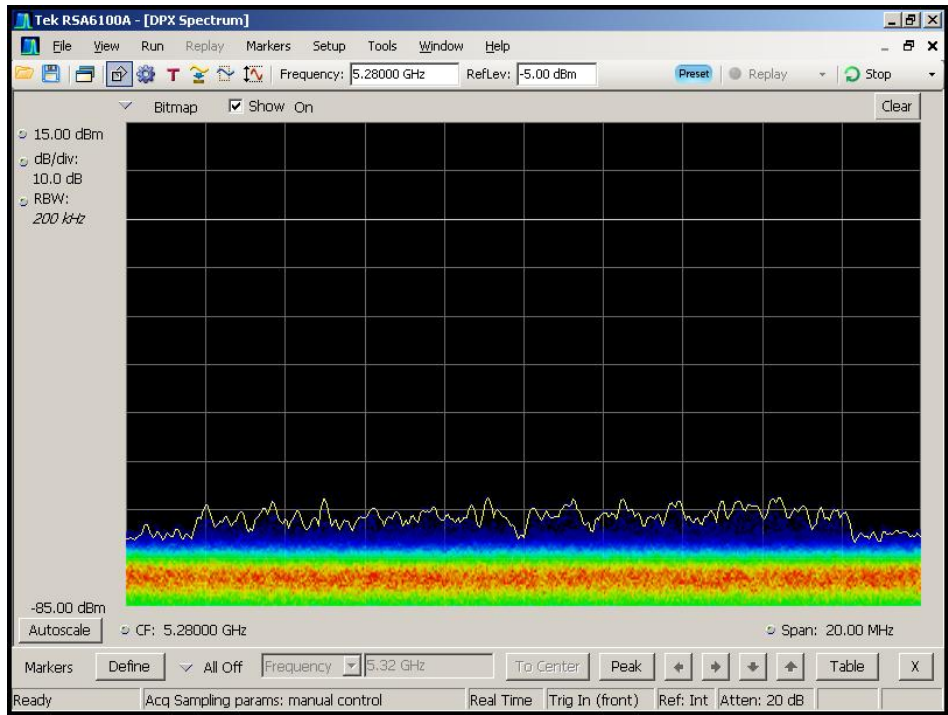 Tek RSA6100A - [DPX Spectrum]
File View Run Replay Markers Setup Tools Window Help
T Frequency: 5.28000 GHz RefLev: -5.00 dBm Preset Replay Stop
Bitmap Show On Clear
15.00 dBm
dB/div:
10.0 dB
RBW:
200 kHz
-85.00 dBm
Autoscale CF: 5.28000 GHz Span: 20.00 MHz
Markers Define All Off Frequency 5.32 GHz To Center Peak Table X
Ready Acq Sampling params: manual control Real Time Trig In (front) Ref: Int Atten: 20 dB